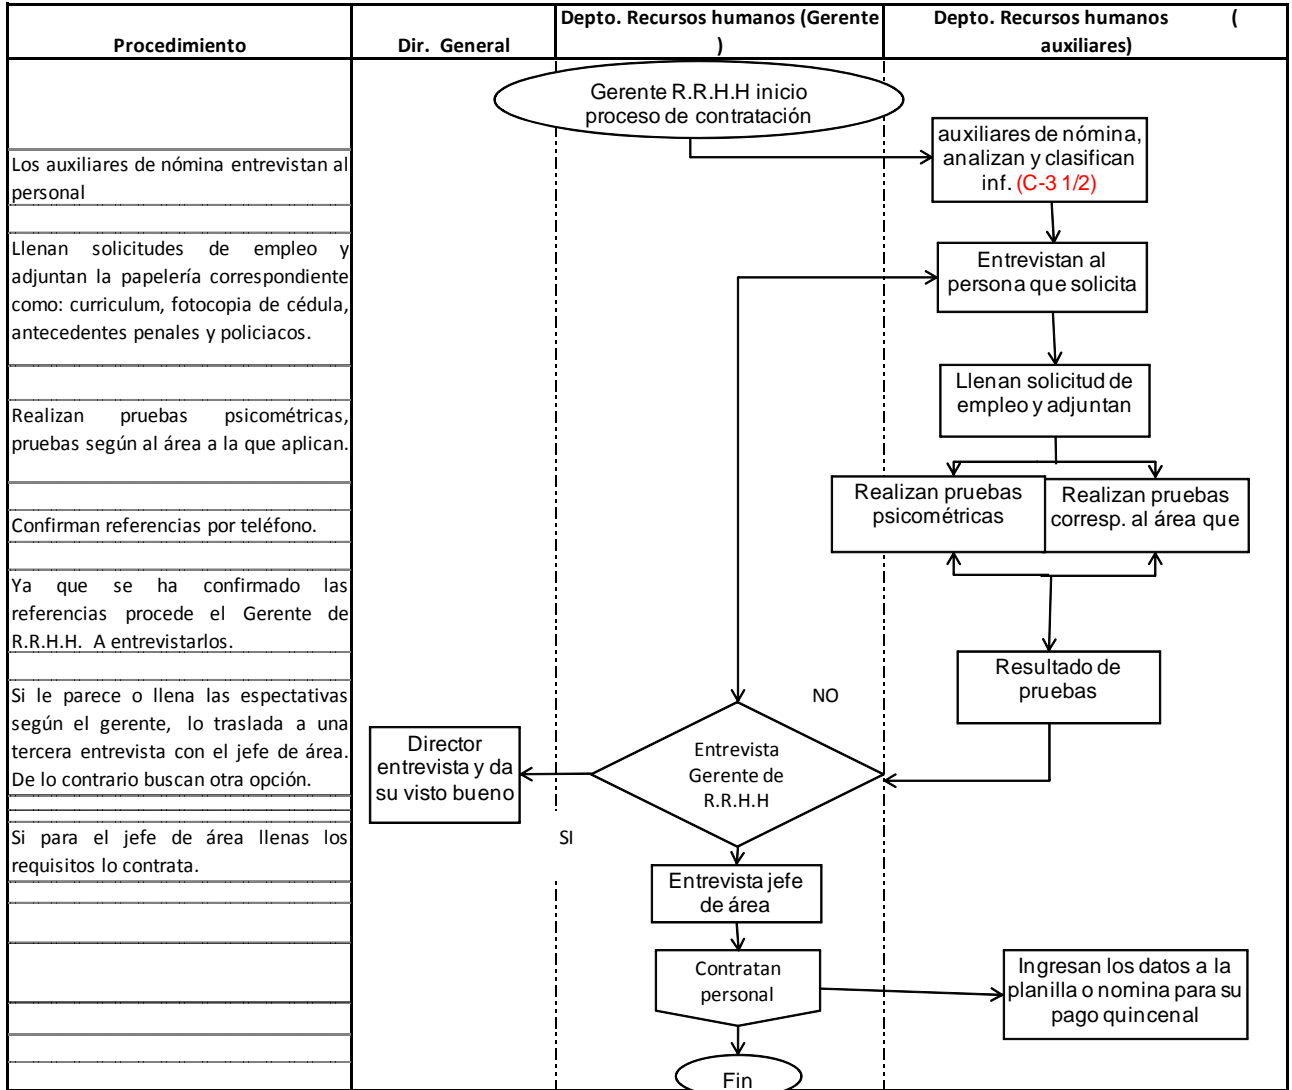 Procedimiento
Dir. General
Depto. Recursos humanos (Gerente
)
Depto. Recursos humanos (
auxiliares)
Los auxiliares de nómina entrevistan al
personal
Llenan solicitudes de empleo y
adjuntan la papelería correspondiente
como: curriculum, fotocopia de cédula,
antecedentes penales y policiacos.
Realizan pruebas psicométricas,
pruebas según al área a la que aplican.
Confirman referencias por teléfono.
Ya que se ha confirmado las
referencias procede el Gerente de
R.R.H.H. A entrevistarlos.
Si le parece o llena las espectativas
según el gerente, lo traslada a una
tercera entrevista con el jefe de área.
De lo contrario buscan otra opción.
Si para el jefe de área llenas los
requisitos lo contrata.
Gerente R.R.H.H inicio
proceso de contratación
auxiliares de nómina,
analizan y clasifican
inf. (C-3 1/2)
Entrevistan al
persona que solicita
Llenan solicitud de
empleo y adjuntan
Realizan pruebas
psicométricas
Realizan pruebas
corresp. al área que
Resultado de
pruebas
NO
Entrevista
Gerente de
R.R.H.H
Director
entrevista y da
su visto bueno
SI
Entrevista jefe
de área
Contratan
personal
Ingresan los datos a la
planilla o nomina para su
pago quincenal
Fin